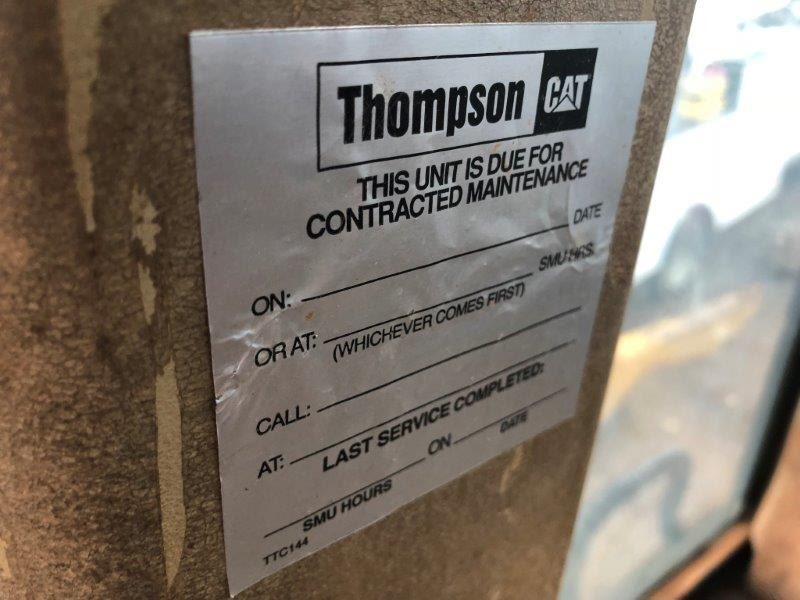 Thompson CAT
THIS UNIT IS DUE FOR
CONTRACTED MAINTENANCE
ON: DATE
OR AT: SMU HRS.
(WHICHEVER COMES FIRST)
CALL:
AT:
LAST SERVICE COMPLETED:
ON
SMU HOURS DATE
TTC144